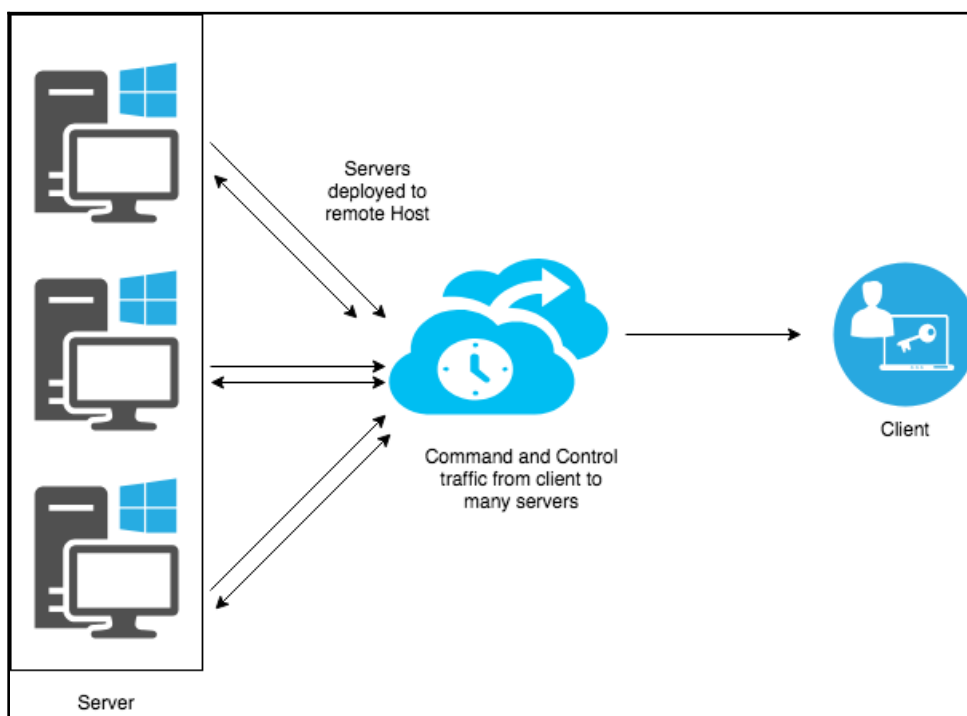 Servers
deployed to
remote Host
Command and Control
traffic from client to
many servers
Client
Server